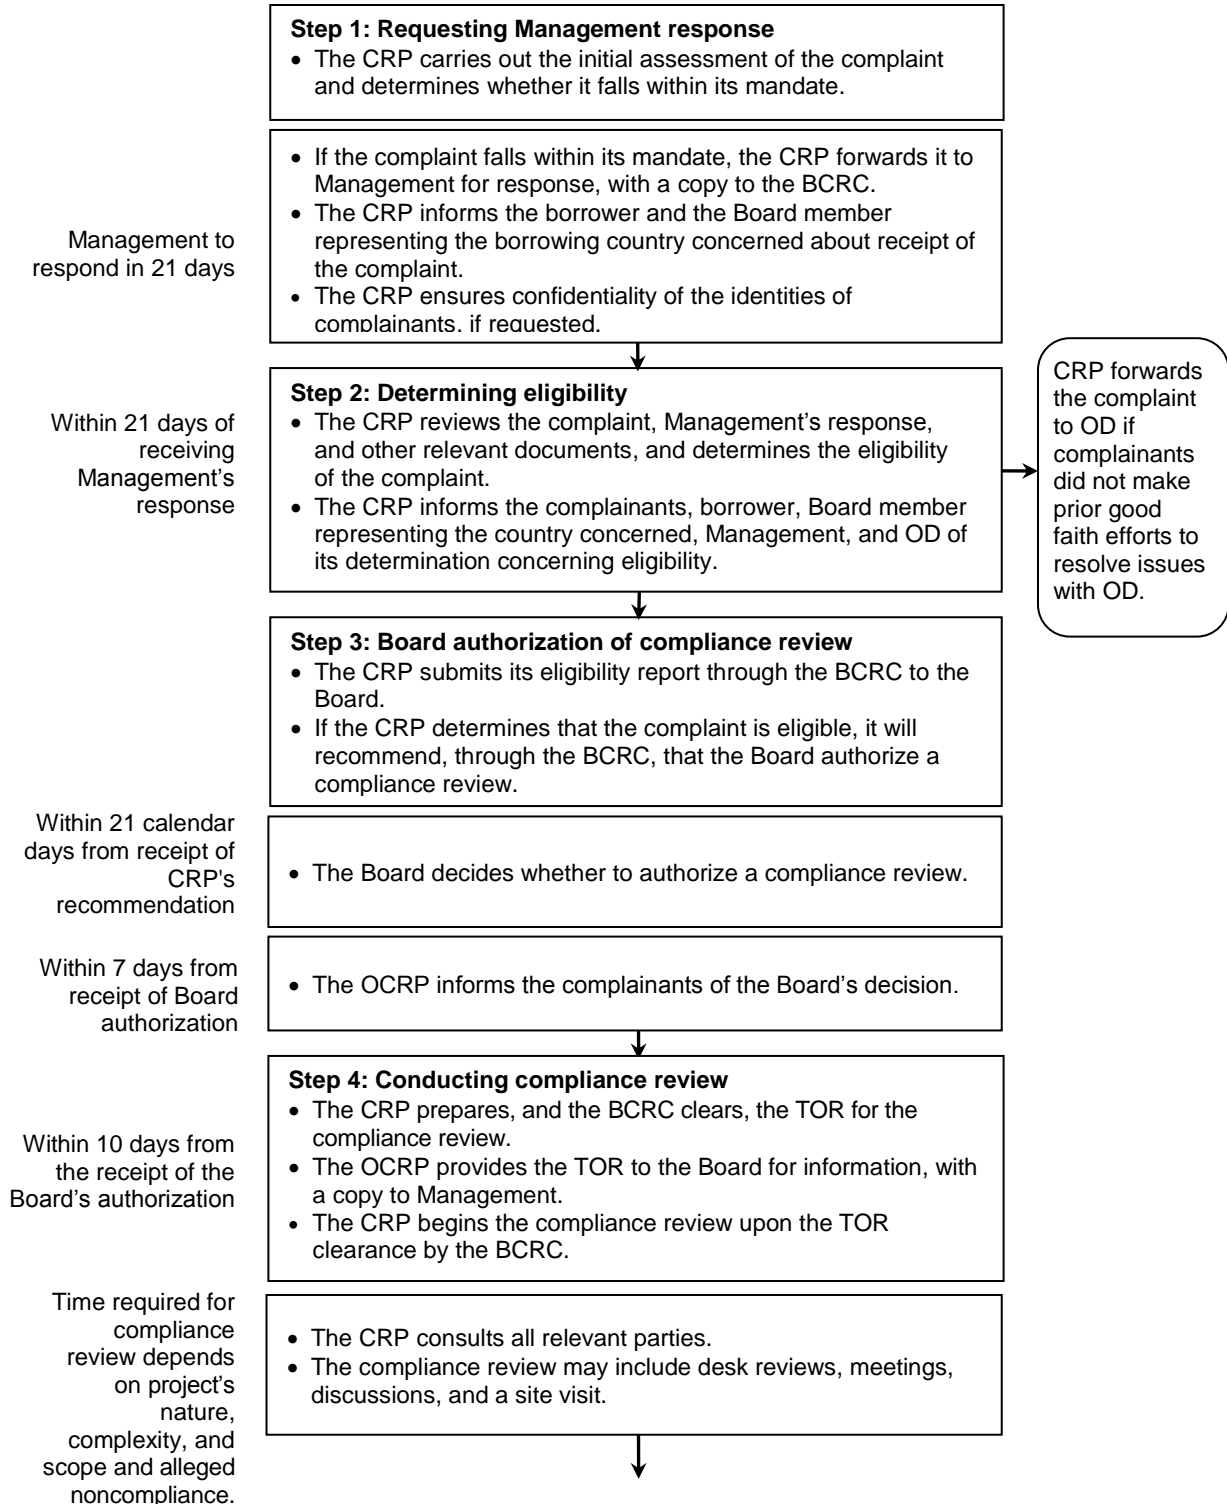 Step 1: Requesting Management response
• The CRP carries out the initial assessment of the complaint
and determines whether it falls within its mandate.
Management to
respond in 21 days
• If the complaint falls within its mandate, the CRP forwards it to
Management for response, with a copy to the BCRC.
• The CRP informs the borrower and the Board member
representing the borrowing country concerned about receipt of
the complaint.
• The CRP ensures confidentiality of the identities of
complainants, if requested.
Within 21 days of
receiving
Management's
response
Step 2: Determining eligibility
• The CRP reviews the complaint, Management's response,
and other relevant documents, and determines the eligibility
of the complaint.
• The CRP informs the complainants, borrower, Board member
representing the country concerned, Management, and OD of
its determination concerning eligibility.
CRP forwards
the complaint
to OD if
complainants
did not make
prior good
faith efforts to
resolve issues
with OD.
Step 3: Board authorization of compliance review
• The CRP submits its eligibility report through the BCRC to the
Board.
• If the CRP determines that the complaint is eligible, it will
recommend, through the BCRC, that the Board authorize a
compliance review.
Within 21 calendar
days from receipt of
CRP's
recommendation
• The Board decides whether to authorize a compliance review.
Within 7 days from
receipt of Board
authorization
• The OCRP informs the complainants of the Board's decision.
Within 10 days from
the receipt of the
Board's authorization
Step 4: Conducting compliance review
• The CRP prepares, and the BCRC clears, the TOR for the
compliance review.
• The OCRP provides the TOR to the Board for information, with
a copy to Management.
• The CRP begins the compliance review upon the TOR
clearance by the BCRC.
Time required for
compliance
review depends
on project's
nature,
complexity, and
scope and alleged
noncompliance.
• The CRP consults all relevant parties.
• The compliance review may include desk reviews, meetings,
discussions, and a site visit.